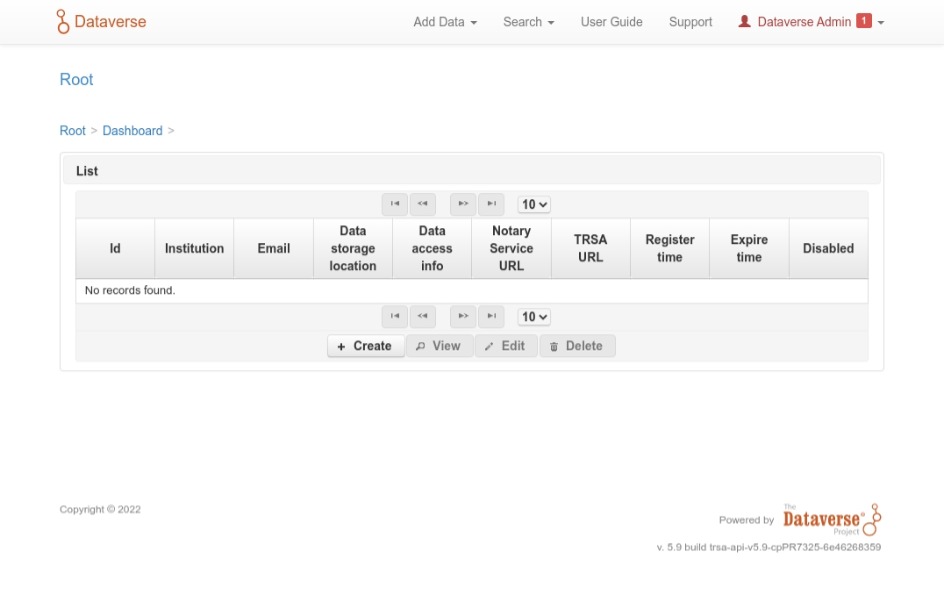 Dataverse Add Data Search User Guide Support Dataverse Admin 1
Root
Root > Dashboard >
List
10
Id Institution Email Data storage location Data access info Notary Service URL TRSA URL Register time Expire time Disabled
No records found.
10
+ Create View Edit Delete
Copyright © 2022
Powered by The Dataverse® Project
v. 5.9 build trsa-api-v5.9-cpPR7325-6e46268359